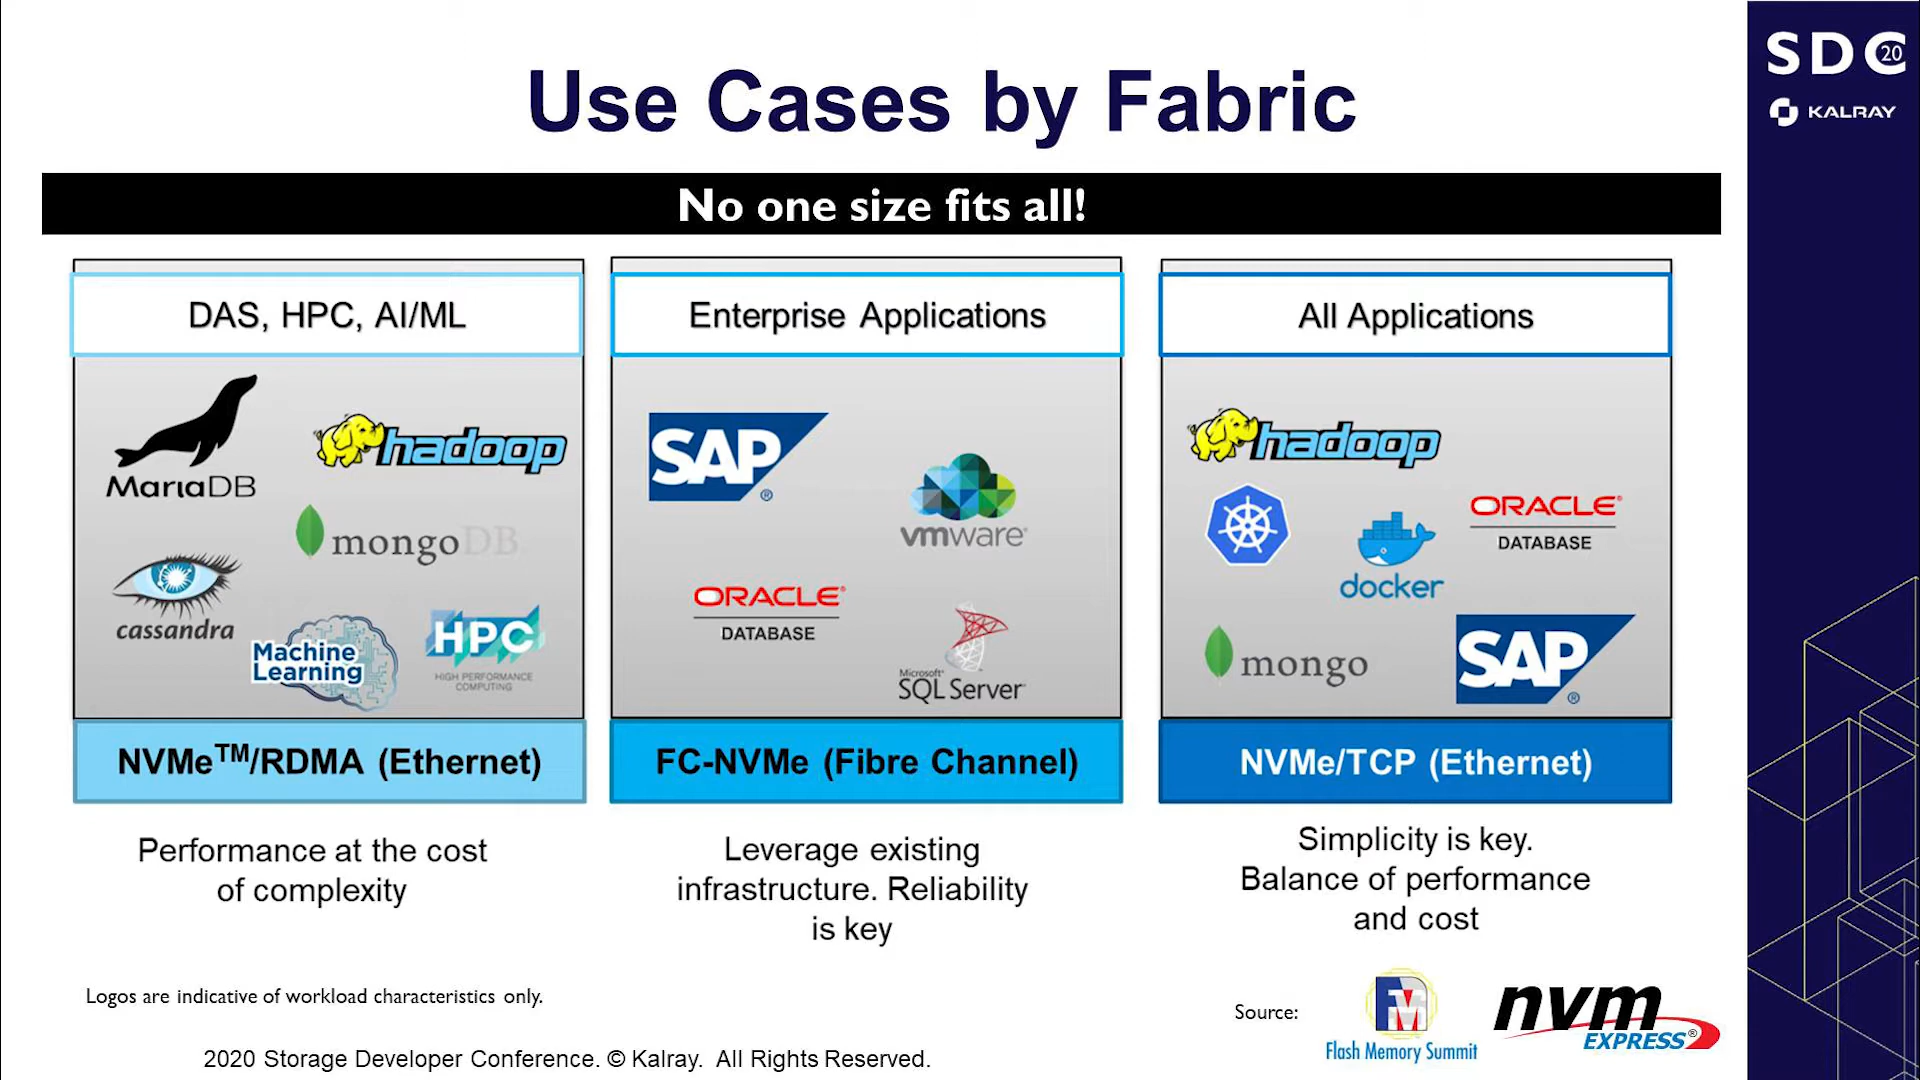 SDC 20
KALRAY
Use Cases by Fabric
No one size fits all!
DAS, HPC, AI/ML
MariaDB
hadoop
mongoDB
cassandra
Machine
Learning
HPC
HIGH PERFORMANCE
COMPUTING
NVMe™/RDMA (Ethernet)
Performance at the cost
of complexity
Enterprise Applications
SAP®
vmware®
ORACLE®
DATABASE
Microsoft®
SQL Server®
FC-NVMe (Fibre Channel)
Leverage existing
infrastructure. Reliability
is key
All Applications
hadoop
ORACLE®
DATABASE
docker
mongo
SAP®
NVMe/TCP (Ethernet)
Simplicity is key.
Balance of performance
and cost
Logos are indicative of workload characteristics only.
Source:
FMS
Flash Memory Summit
nvm
EXPRESS®
2020 Storage Developer Conference. © Kalray. All Rights Reserved.